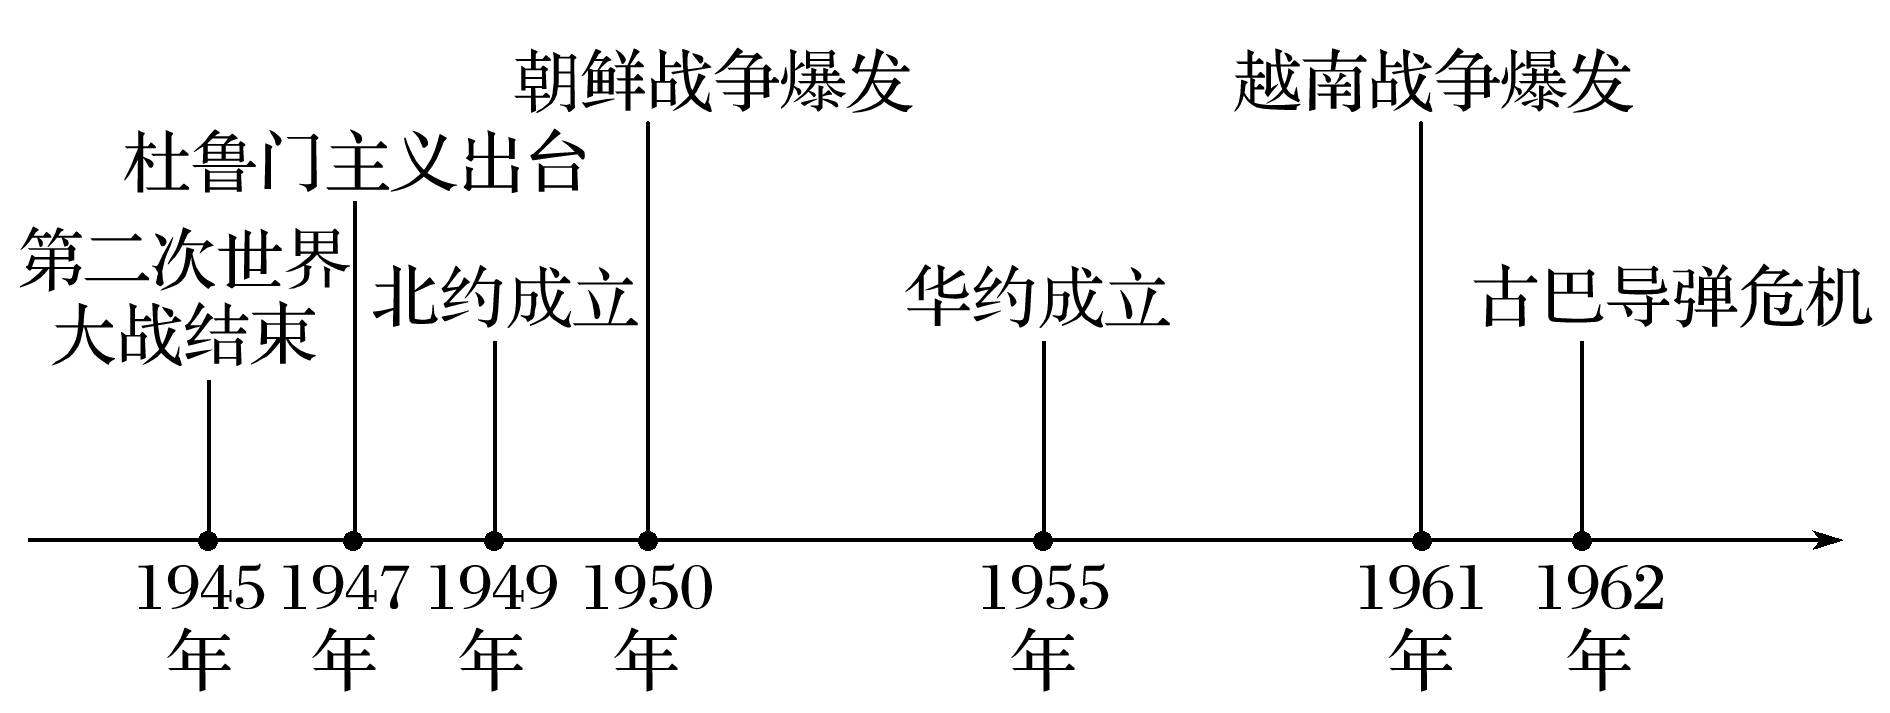 朝鲜战争爆发
越南战争爆发
杜鲁门主义出台
第二次世界
大战结束
北约成立
华约成立
古巴导弹危机
1945
年
1947
年
1949
年
1950
年
1955
年
1961
年
1962
年